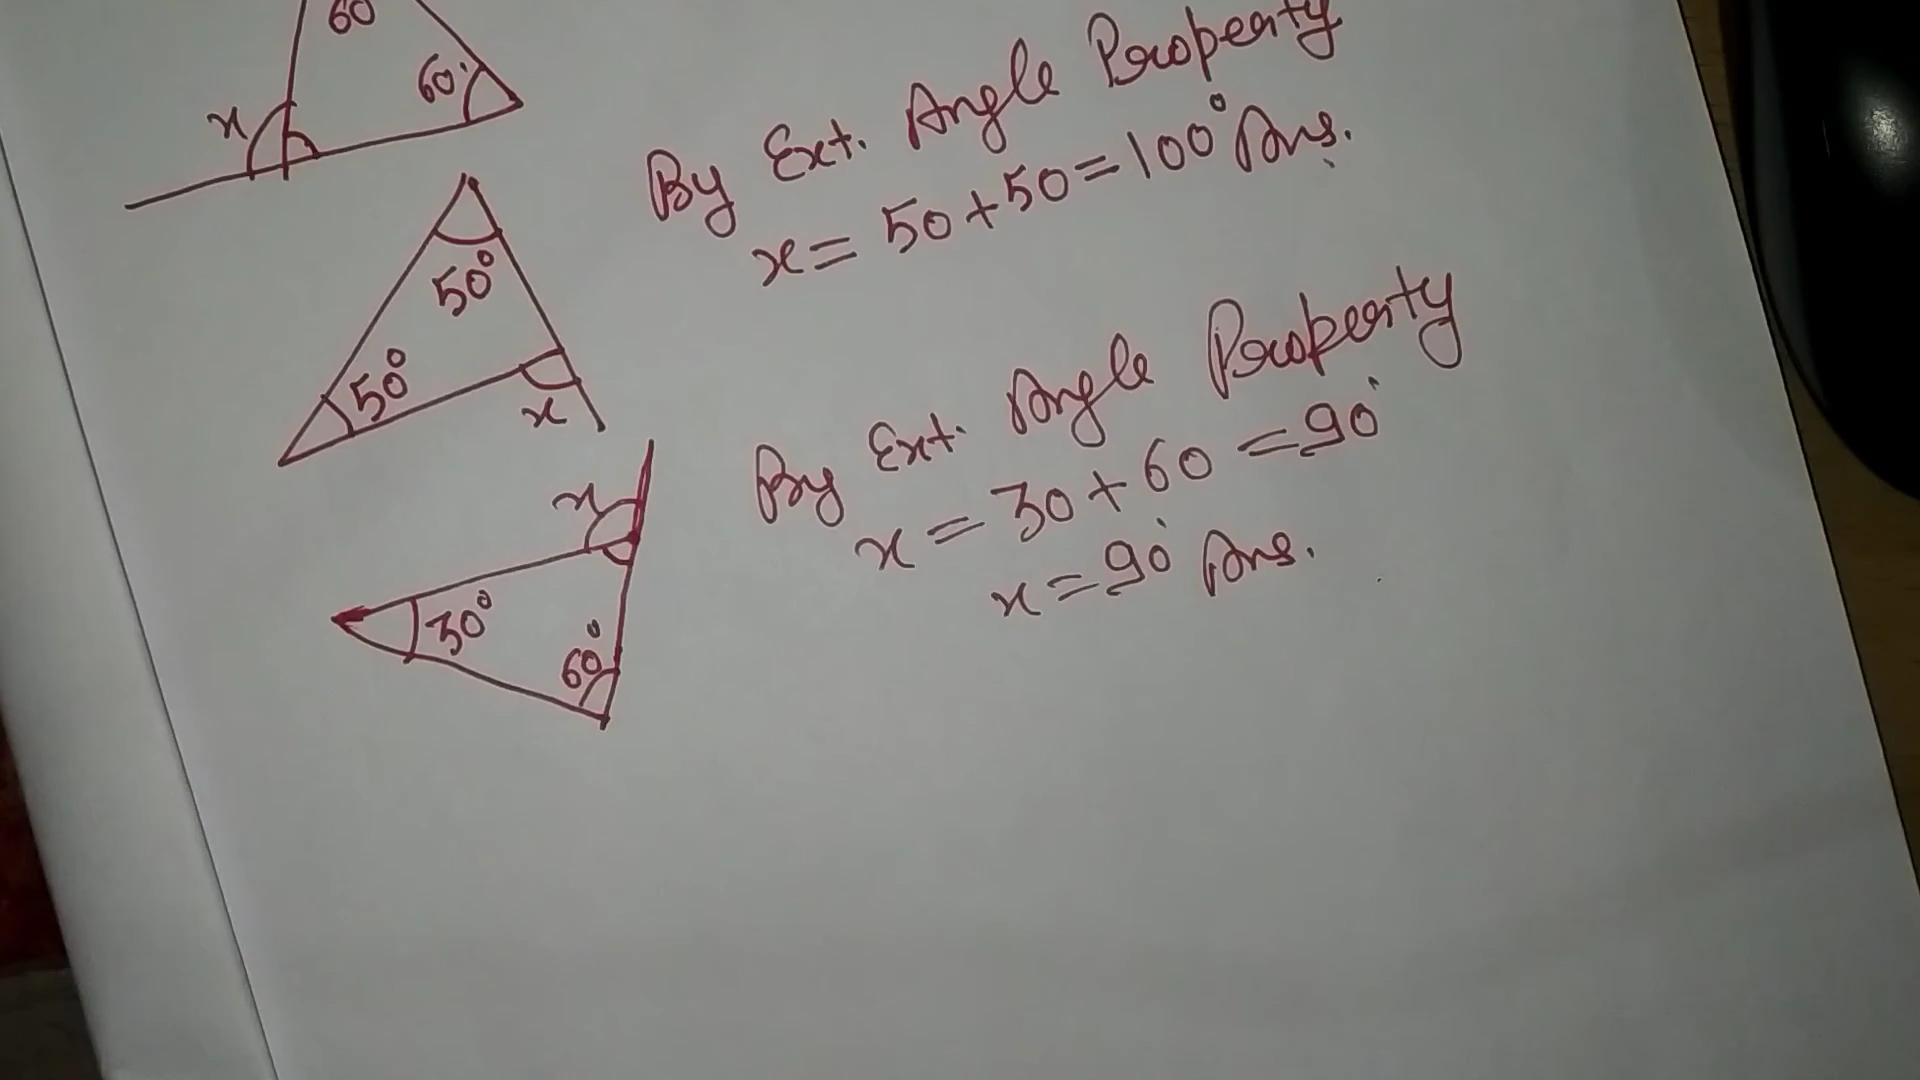 60
60°
x
By Ext. Angle Property
x = 50 + 50 = 100° Ans.
50°
50°
x
By Ext. Angle Property
x = 30 + 60 = 90°
x = 90° Ans.
x
30°
60°